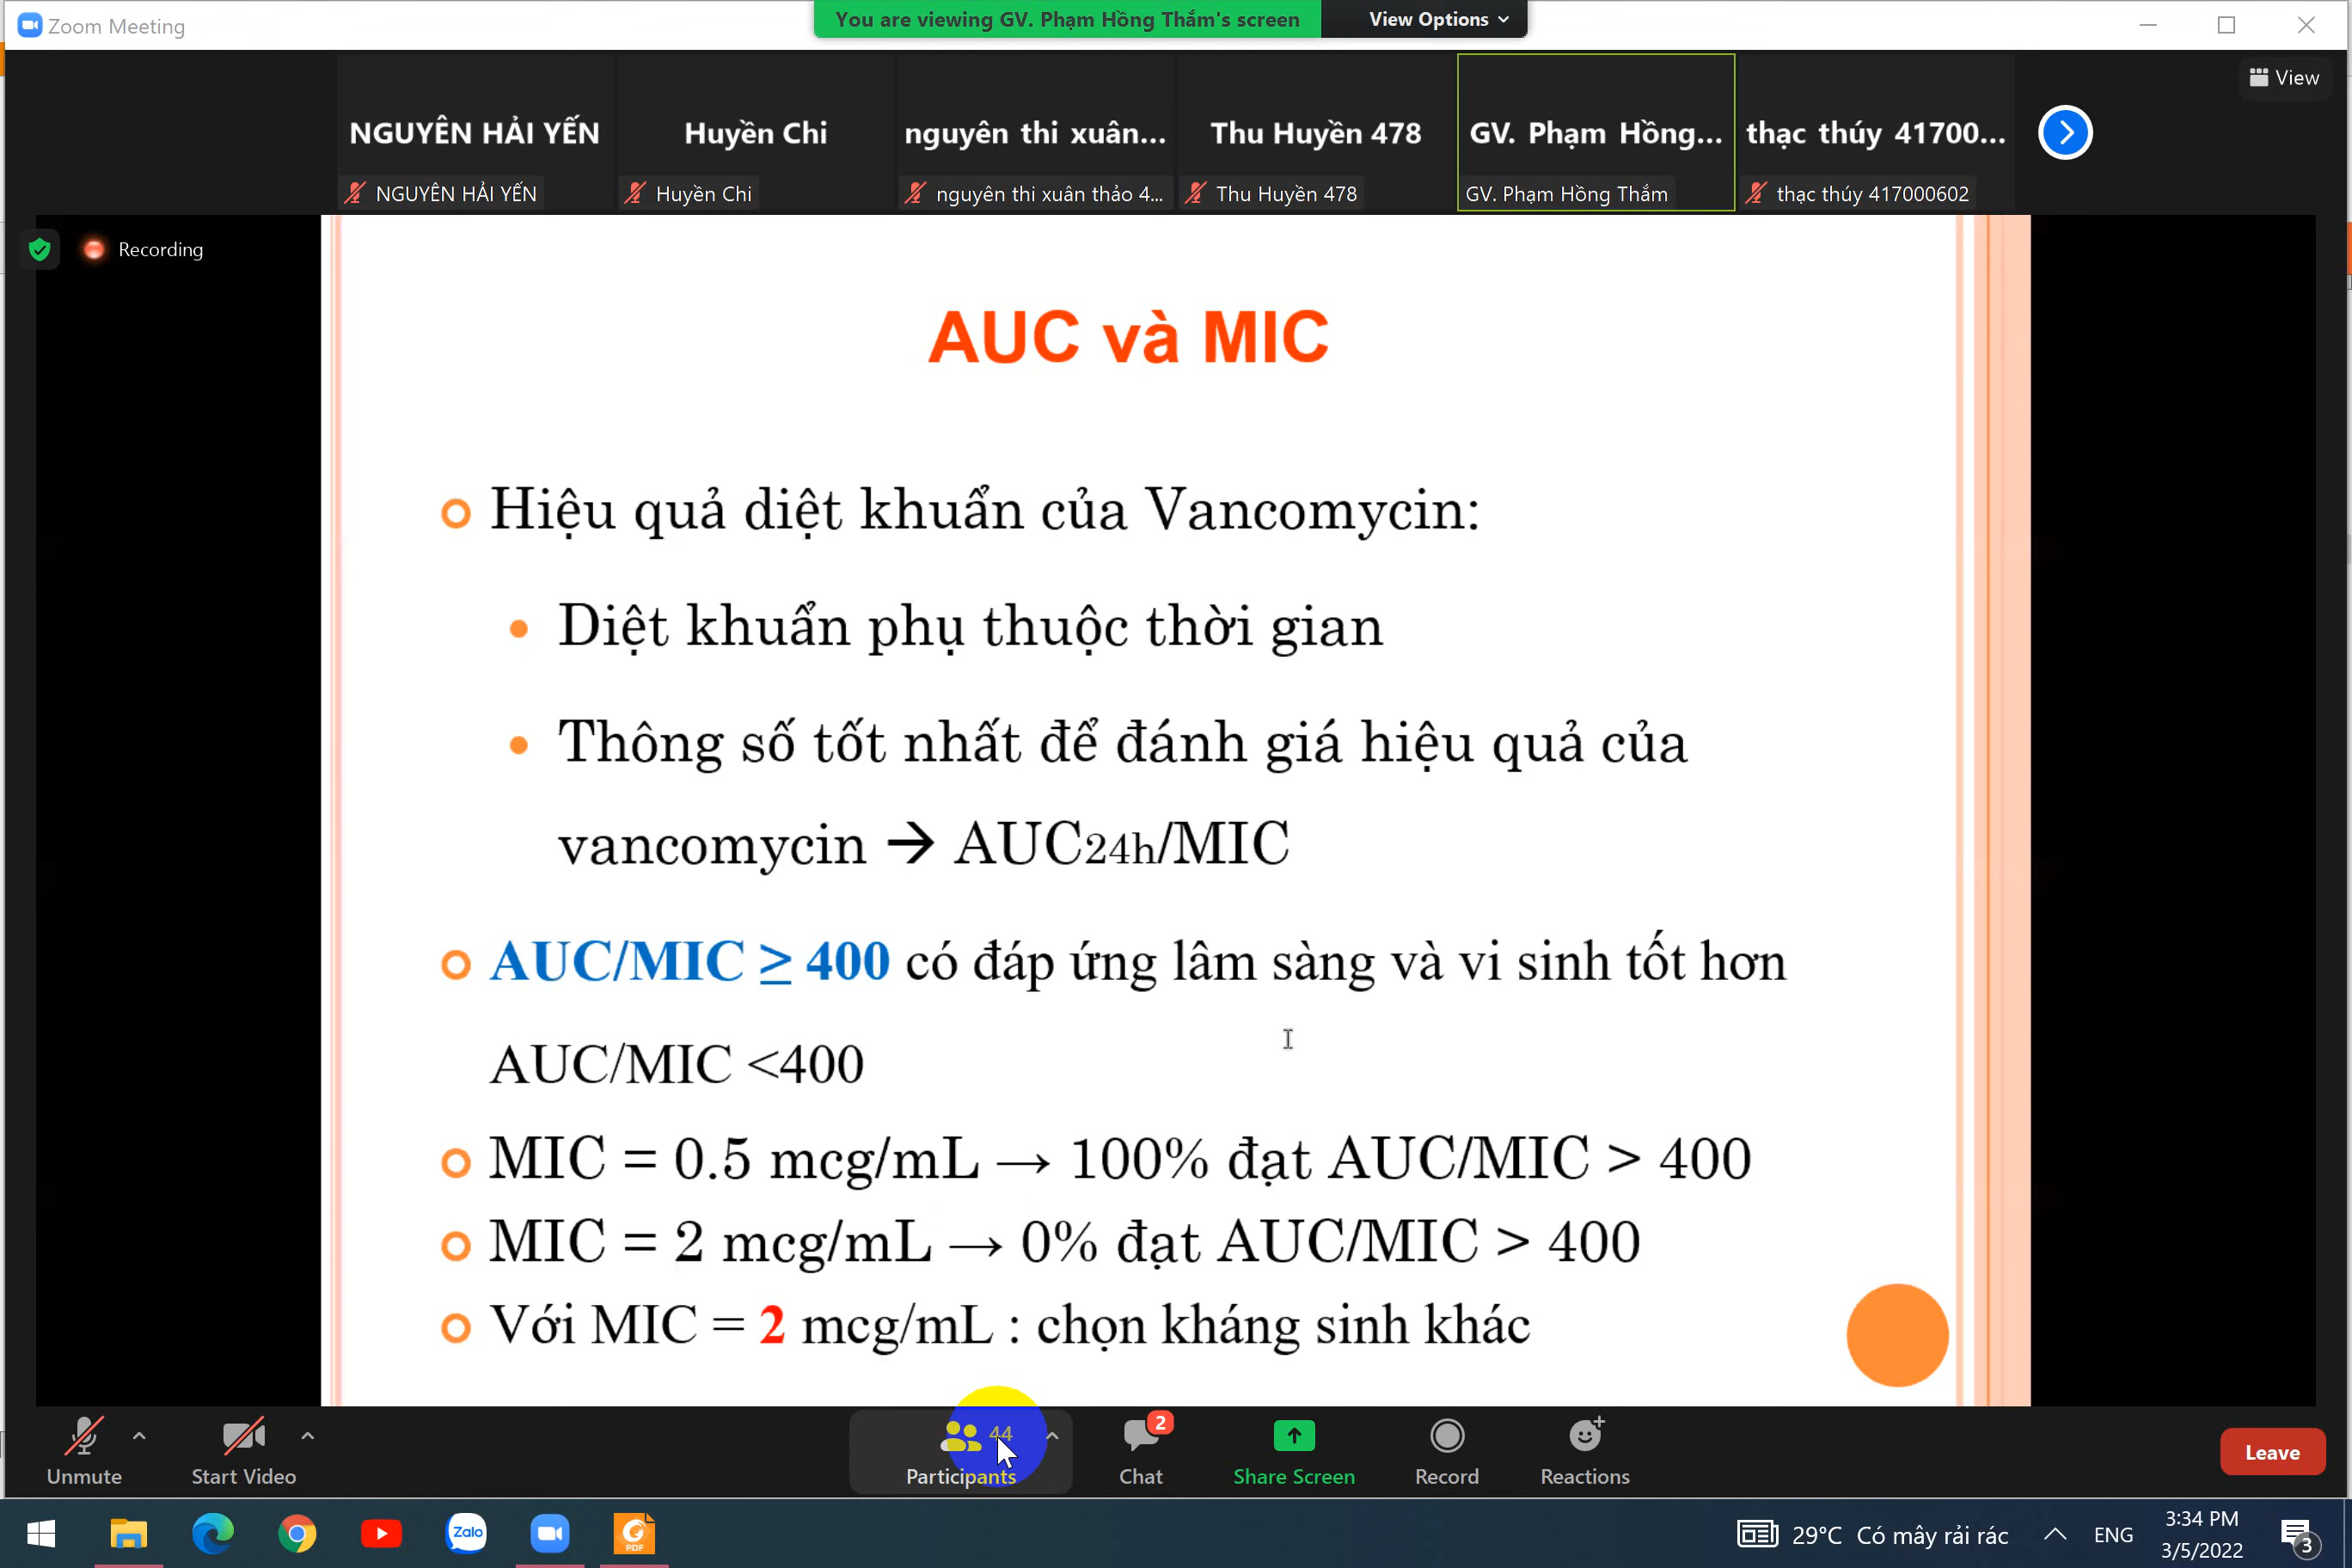 Zoom Meeting
You are viewing GV. Phạm Hồng Thắm's screen
View Options
View
NGUYÊN HẢI YẾN
Huyền Chi
nguyên thi xuân...
Thu Huyền 478
GV. Phạm Hồng...
thạc thúy 41700...
NGUYÊN HẢI YẾN
Huyền Chi
nguyên thi xuân thảo 4...
Thu Huyền 478
GV. Phạm Hồng Thắm
thạc thúy 417000602
Recording
AUC và MIC
Hiệu quả diệt khuẩn của Vancomycin:
• Diệt khuẩn phụ thuộc thời gian
• Thông số tốt nhất để đánh giá hiệu quả của
vancomycin → AUC24h/MIC
AUC/MIC ≥ 400 có đáp ứng lâm sàng và vi sinh tốt hơn
AUC/MIC <400
MIC = 0.5 mcg/mL → 100% đạt AUC/MIC > 400
MIC = 2 mcg/mL → 0% đạt AUC/MIC > 400
Với MIC = 2 mcg/mL : chọn kháng sinh khác
Unmute
Start Video
44
Participants
2
Chat
Share Screen
Record
Reactions
Leave
Zalo
PDF
29°C Có mây rải rác
ENG
3:34 PM
3/5/2022
3